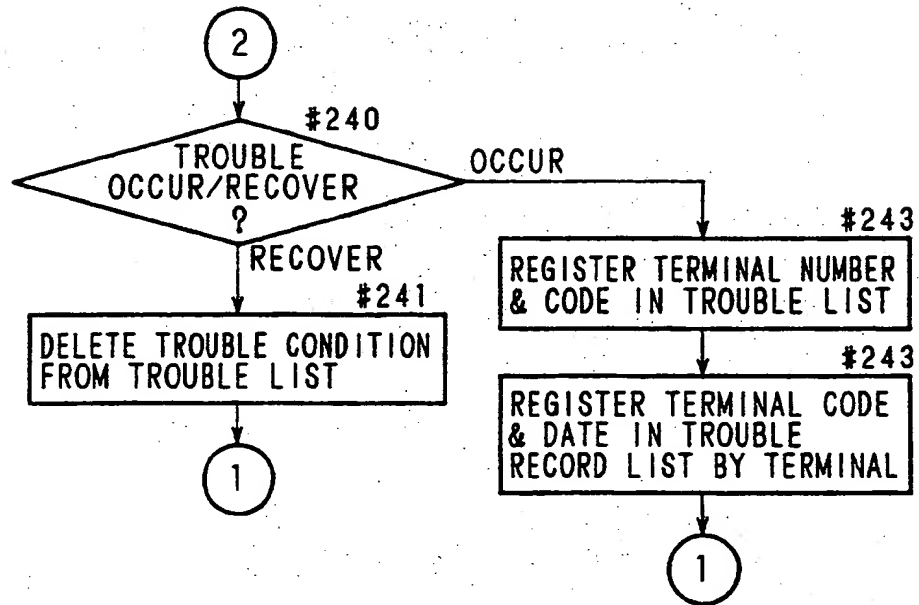 2
#240
TROUBLE
OCCUR/RECOVER
?
OCCUR
RECOVER
#241
DELETE TROUBLE CONDITION
FROM TROUBLE LIST
1
#243
REGISTER TERMINAL NUMBER
& CODE IN TROUBLE LIST
#243
REGISTER TERMINAL CODE
& DATE IN TROUBLE
RECORD LIST BY TERMINAL
1